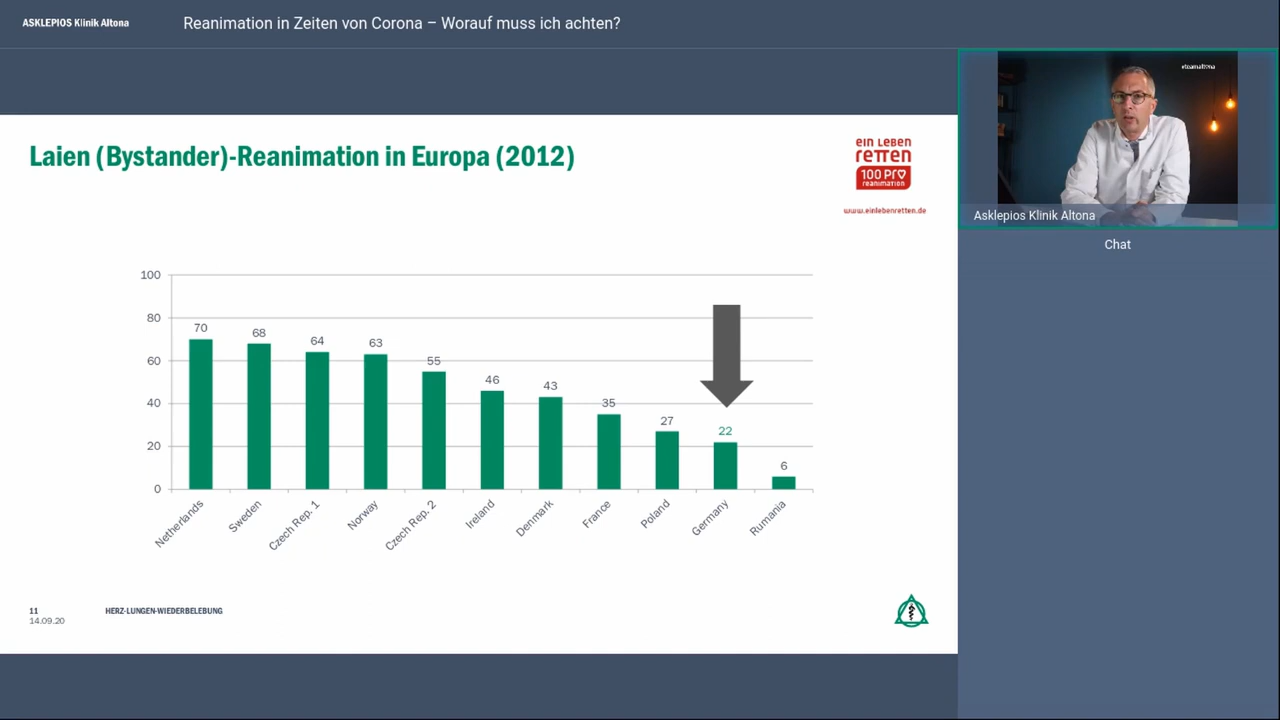 ASKLEPIOS Klinik Altona
Reanimation in Zeiten von Corona – Worauf muss ich achten?
Laien (Bystander)-Reanimation in Europa (2012)
ein Leben
retten
100 Pro
reanimation
www.einlebenretten.de
#teamaltona
Asklepios Klinik Altona
Chat
100
80
60
40
20
0
70
68
64
63
55
46
43
35
27
22
6
Netherlands
Sweden
Czech Rep. 1
Norway
Czech Rep. 2
Ireland
Denmark
France
Poland
Germany
Rumania
11
14.09.20
HERZ-LUNGEN-WIEDERBELEBUNG